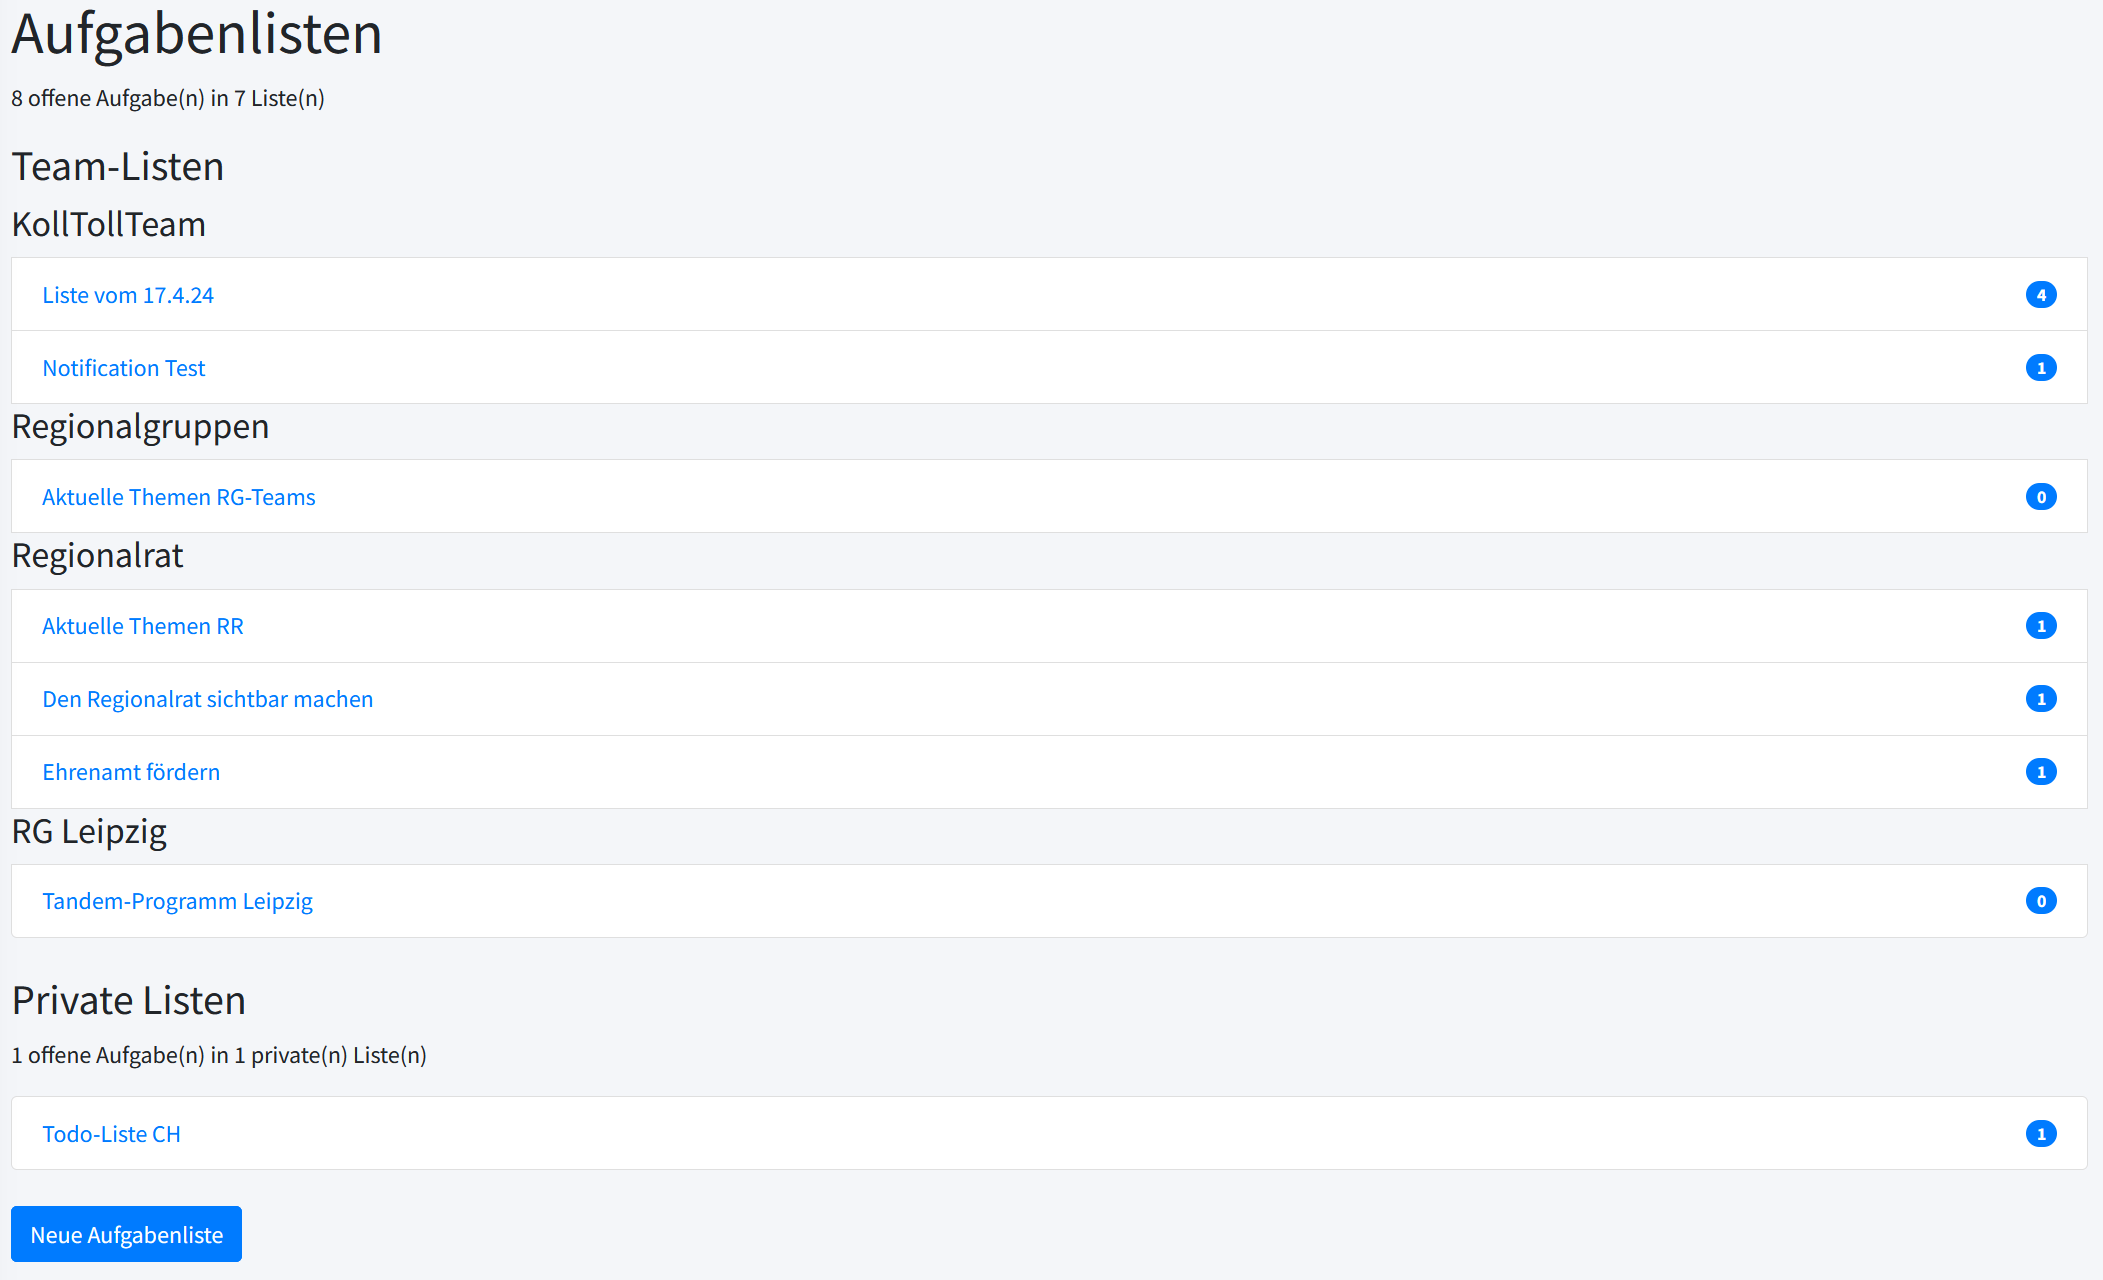 Aufgabenlisten
8 offene Aufgabe(n) in 7 Liste(n)
Team-Listen
KollTollTeam
Liste vom 17.4.24 4
Notification Test 1
Regionalgruppen
Aktuelle Themen RG-Teams 0
Regionalrat
Aktuelle Themen RR 1
Den Regionalrat sichtbar machen 1
Ehrenamt fördern 1
RG Leipzig
Tandem-Programm Leipzig 0
Private Listen
1 offene Aufgabe(n) in 1 private(n) Liste(n)
Todo-Liste CH 1
Neue Aufgabenliste